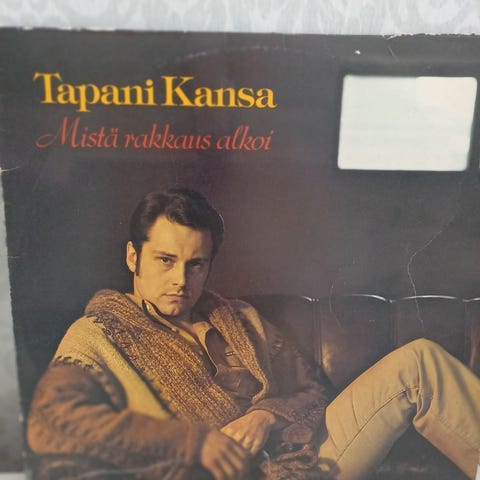 Tapani Kansa
Mistä rakkaus alkoi